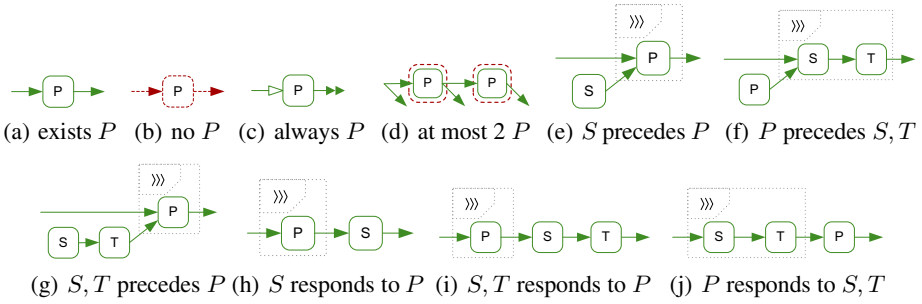 ⟩⟩⟩ ⟩⟩⟩
P P P P P S P S T P
(a) exists P (b) no P (c) always P (d) at most 2 P (e) S precedes P (f) P precedes S, T
⟩⟩⟩ ⟩⟩⟩ ⟩⟩⟩ ⟩⟩⟩
S T P P S P S T S T P
(g) S, T precedes P (h) S responds to P (i) S, T responds to P (j) P responds to S, T